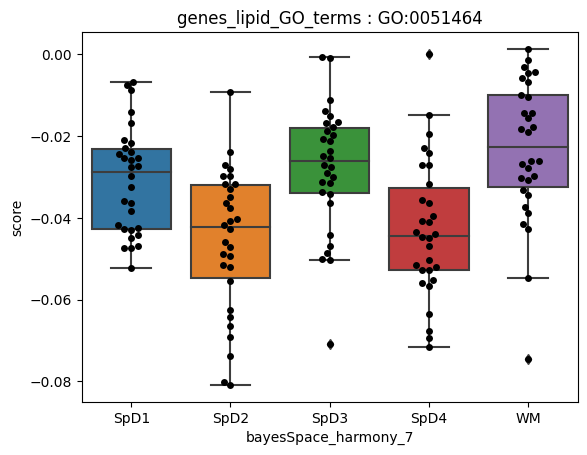 genes_lipid_GO_terms : GO:0051464
score
0.00
−0.02
−0.04
−0.06
−0.08
SpD1 SpD2 SpD3 SpD4 WM
bayesSpace_harmony_7